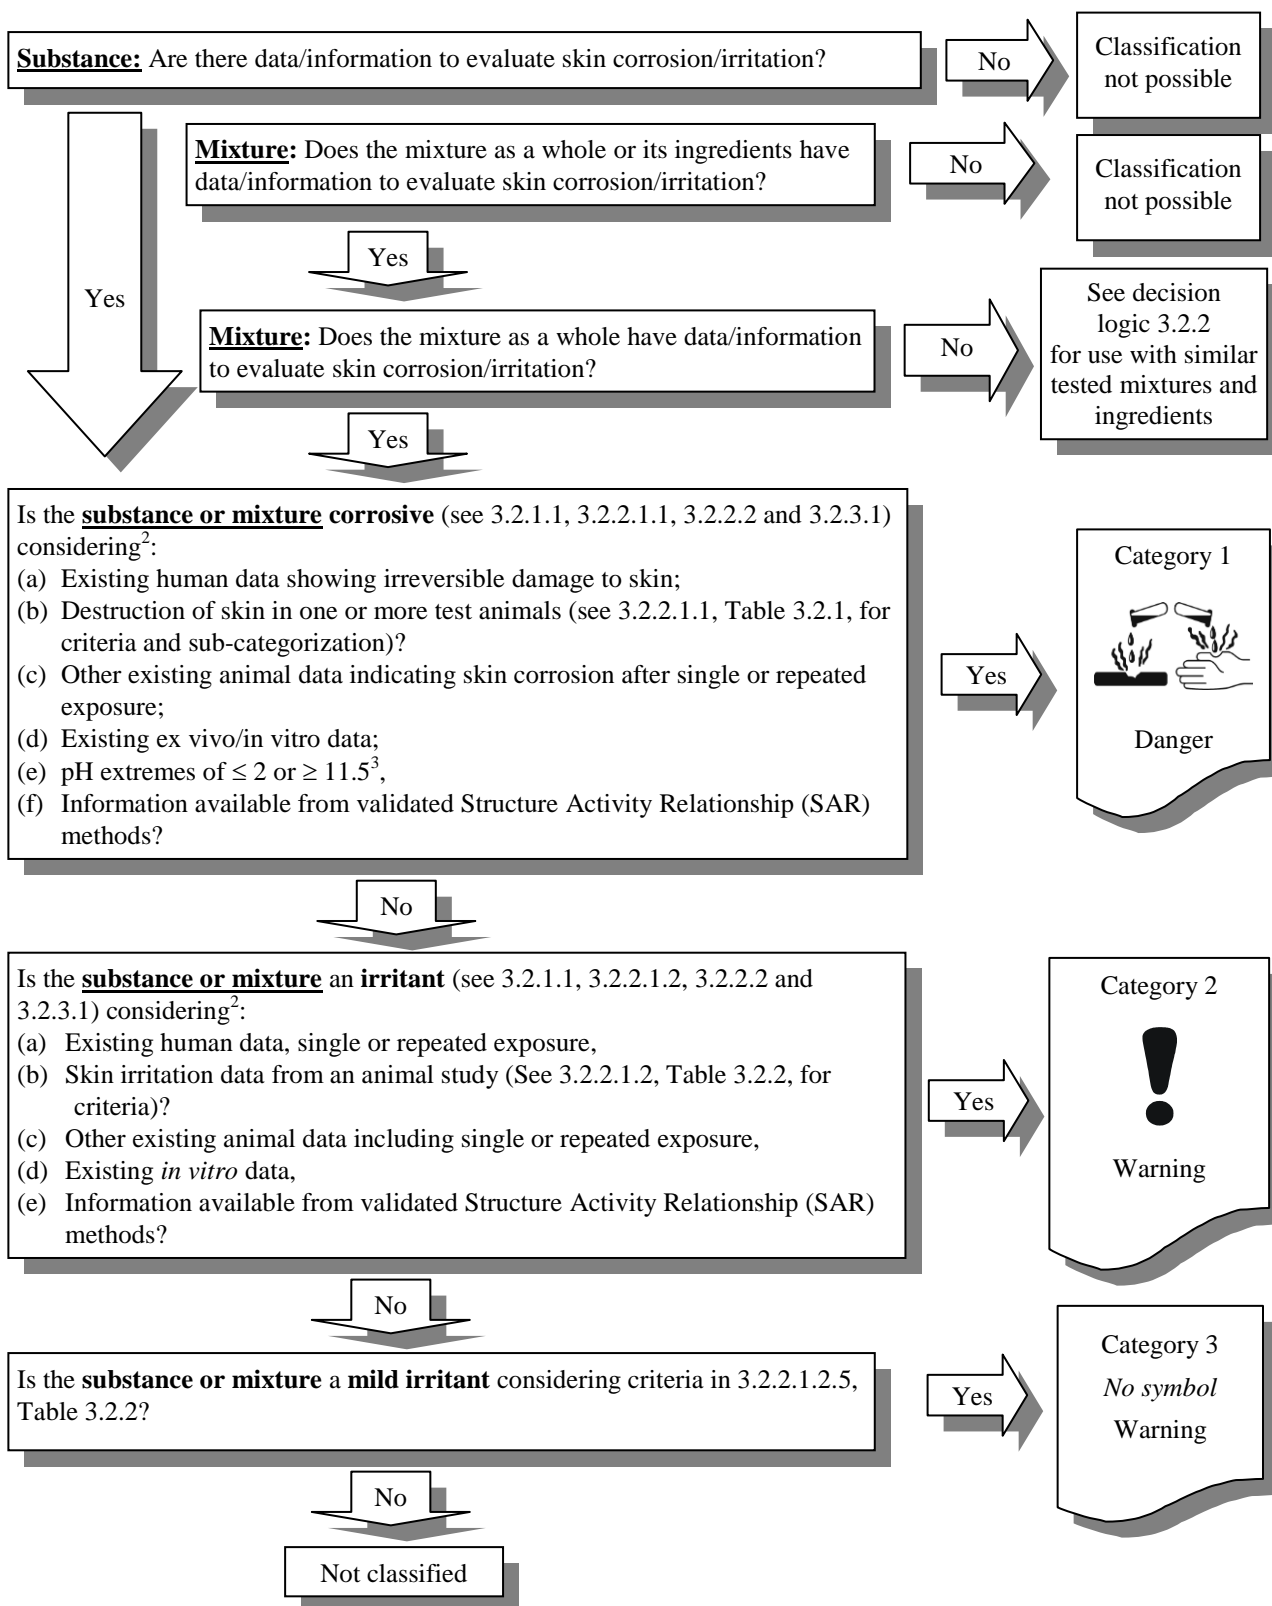 Substance: Are there data/information to evaluate skin corrosion/irritation?
No
Classification
not possible
Mixture: Does the mixture as a whole or its ingredients have
data/information to evaluate skin corrosion/irritation?
No
Classification
not possible
Yes
Yes
Mixture: Does the mixture as a whole have data/information
to evaluate skin corrosion/irritation?
No
See decision
logic 3.2.2
for use with similar
tested mixtures and
ingredients
Yes
Is the substance or mixture corrosive (see 3.2.1.1, 3.2.2.1.1, 3.2.2.2 and 3.2.3.1)
considering²:
(a) Existing human data showing irreversible damage to skin;
(b) Destruction of skin in one or more test animals (see 3.2.2.1.1, Table 3.2.1, for
criteria and sub-categorization)?
(c) Other existing animal data indicating skin corrosion after single or repeated
exposure;
(d) Existing ex vivo/in vitro data;
(e) pH extremes of ≤ 2 or ≥ 11.5³,
(f) Information available from validated Structure Activity Relationship (SAR)
methods?
Yes
Category 1
Danger
No
Is the substance or mixture an irritant (see 3.2.1.1, 3.2.2.1.2, 3.2.2.2 and
3.2.3.1) considering²:
(a) Existing human data, single or repeated exposure,
(b) Skin irritation data from an animal study (See 3.2.2.1.2, Table 3.2.2, for
criteria)?
(c) Other existing animal data including single or repeated exposure,
(d) Existing in vitro data,
(e) Information available from validated Structure Activity Relationship (SAR)
methods?
Yes
Category 2
Warning
No
Is the substance or mixture a mild irritant considering criteria in 3.2.2.1.2.5,
Table 3.2.2?
Yes
Category 3
No symbol
Warning
No
Not classified